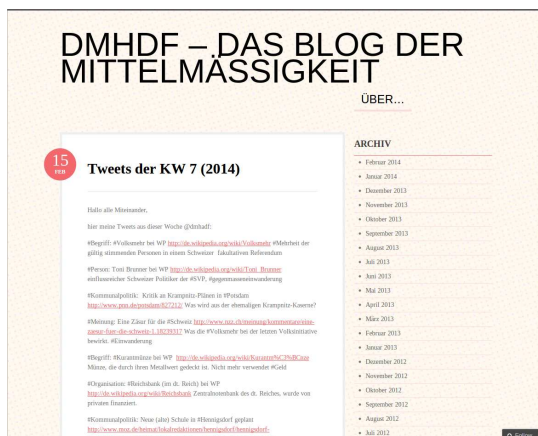 DMHDF – DAS BLOG DER
MITTELMÄSSIGKEIT
ÜBER…
15
FEB
Tweets der KW 7 (2014)
Hallo alle Miteinander,
hier meine Tweets aus dieser Woche @dmhdf:
#Begriff: #Volksmehr bei WP http://de.wikipedia.org/wiki/Volksmehr #Mehrheit der
gültig stimmenden Personen in einem Schweizer fakultativen Referendum
#Person: Toni Brunner bei WP http://de.wikipedia.org/wiki/Toni_Brunner
einflussreicher Schweizer Politiker der #SVP, #gegenmasseneinwanderung
#Kommunalpolitik: Kritik an Krampnitz-Plänen in #Potsdam
http://www.pnn.de/potsdam/827212/ Was wird aus der ehemaligen Krampnitz-Kaserne?
#Meinung: Eine Zäsur für die #Schweiz http://www.nzz.ch/meinung/kommentare/eine-
zaesur-fuer-die-schweiz-1.18239317 Was die #Volksmehr bei der letzten Volksinitiative
bewirkt. #Einwanderung
#Begriff: #Kurantmünze bei WP http://de.wikipedia.org/wiki/Kurantm%C3%BCnze
Münze, die durch ihren Metallwert gedeckt ist. Nicht mehr verwendet #Geld
#Organisation: #Reichsbank (im dt. Reich) bei WP
http://de.wikipedia.org/wiki/Reichsbank Zentralnotenbank des dt. Reiches, wurde von
privaten finanziert.
#Kommunalpolitik: Neue (alte) Schule in #Hennigsdorf geplant
http://www.moz.de/heimat/lokalredaktionen/hennigsdorf/hennigsdorf-
ARCHIV
Februar 2014
Januar 2014
Dezember 2013
November 2013
Oktober 2013
September 2013
August 2013
Juli 2013
Juni 2013
Mai 2013
April 2013
März 2013
Februar 2013
Januar 2013
Dezember 2012
November 2012
Oktober 2012
September 2012
August 2012
Juli 2012
Follow